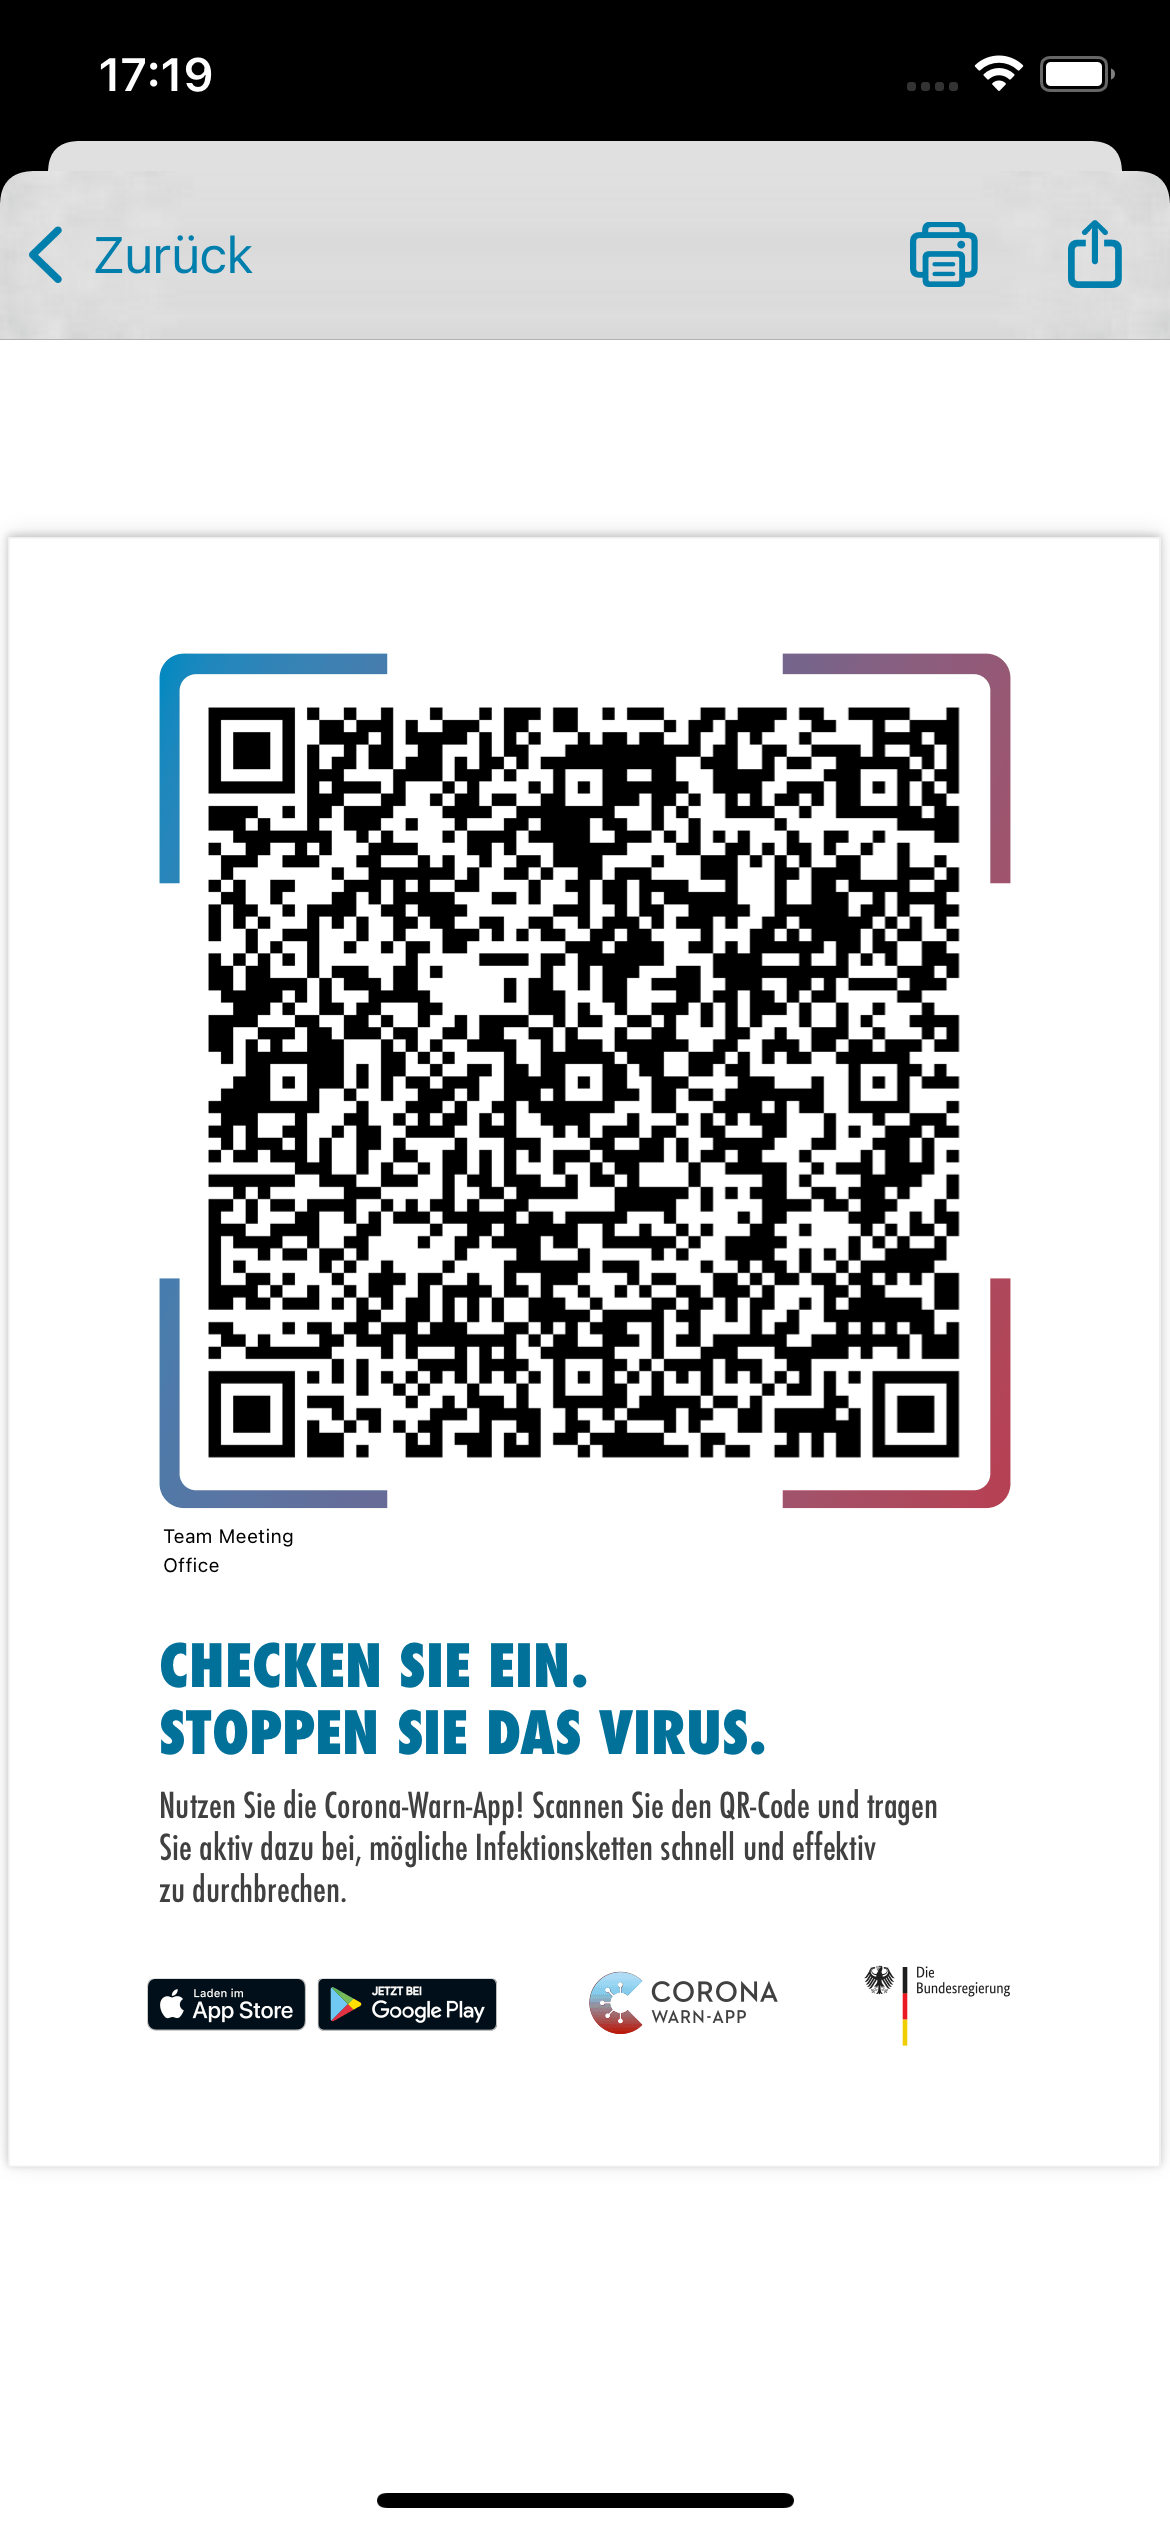 17:19
Zurück
Team Meeting
Office
CHECKEN SIE EIN.
STOPPEN SIE DAS VIRUS.
Nutzen Sie die Corona-Warn-App! Scannen Sie den QR-Code und tragen
Sie aktiv dazu bei, mögliche Infektionsketten schnell und effektiv
zu durchbrechen.
Laden im
App Store
JETZT BEI
Google Play
CORONA
WARN-APP
Die
Bundesregierung